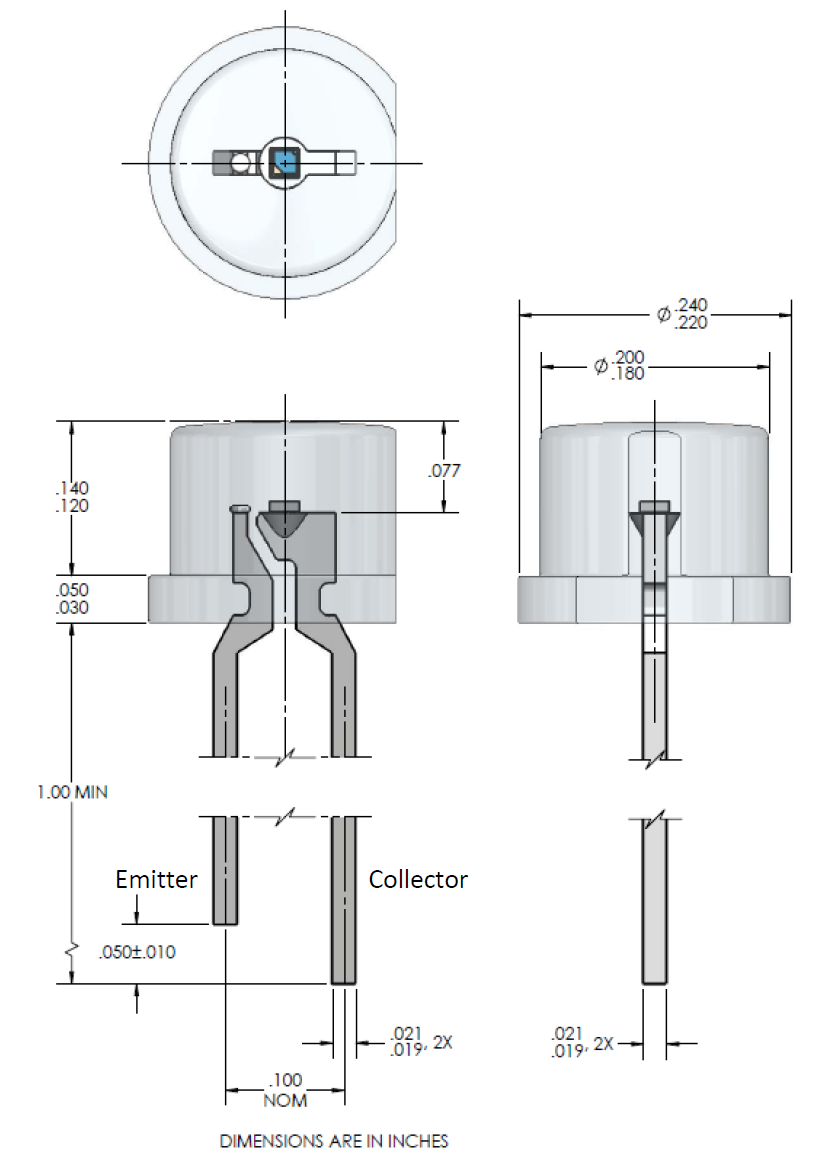 ⌀ .240
.220
⌀ .200
.180
.077
.140
.120
.050
.030
1.00 MIN
Emitter
Collector
.050±.010
.021
.019, 2X
.021
.019, 2X
.100
NOM
DIMENSIONS ARE IN INCHES